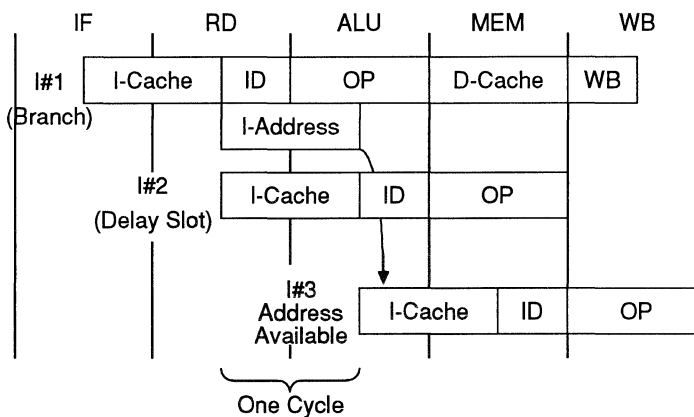 IF RD ALU MEM WB
I#1 I-Cache ID OP D-Cache WB
(Branch)
I-Address
I#2 I-Cache ID OP
(Delay Slot)
I#3 I-Cache ID OP
Address
Available
One Cycle